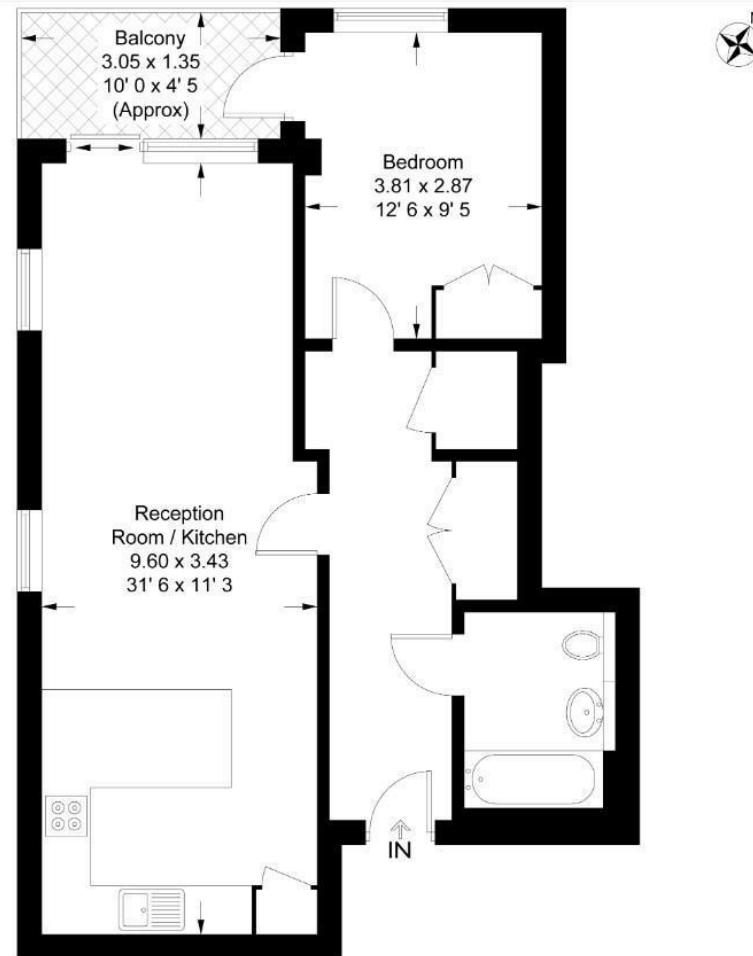 Balcony
3.05 x 1.35
10' 0 x 4' 5
(Approx)
N
Bedroom
3.81 x 2.87
12' 6 x 9' 5
Reception
Room / Kitchen
9.60 x 3.43
31' 6 x 11' 3
IN